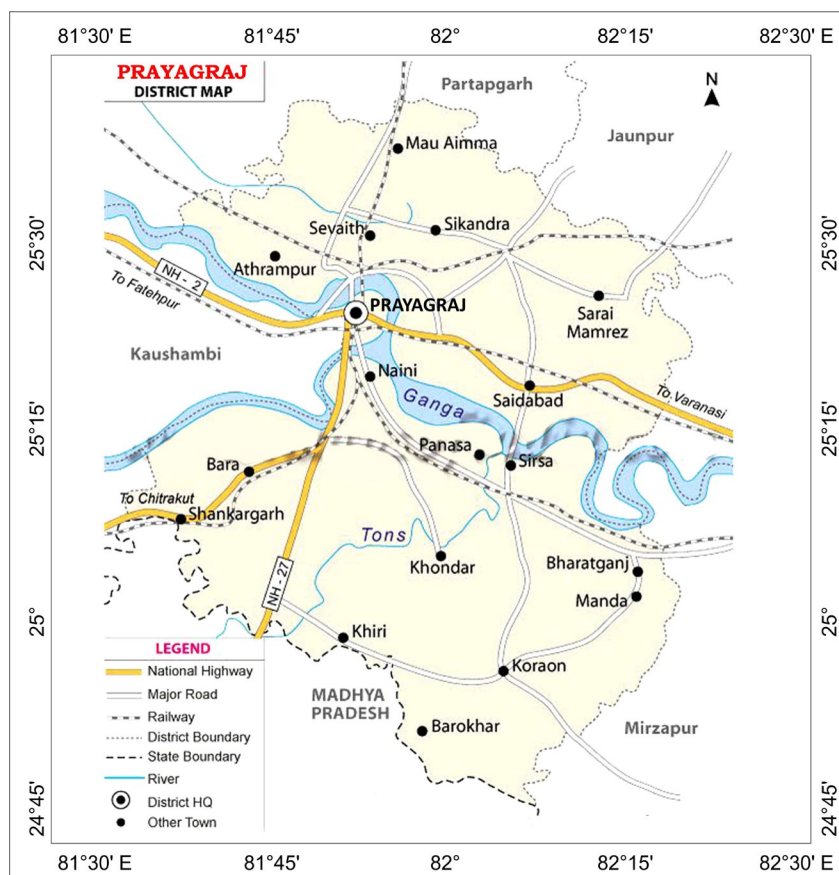 81°30' E 81°45' 82° 82°15' 82°30' E
PRAYAGRAJ
DISTRICT MAP
Partapgarh
N
Jaunpur
Mau Aimma
25°30'
25°30'
Sevaith
Sikandra
Athrampur
NH - 2
To Fatehpur
PRAYAGRAJ
Sarai
Mamrez
Kaushambi
Naini
Ganga
Saidabad
To Varanasi
25°15'
25°15'
Panasa
Sirsa
Bara
To Chitrakut
Shankargarh
Tons
Khondar
Bharatganj
NH - 27
Manda
25°
25°
Khiri
Koraon
MADHYA
PRADESH
Barokhar
Mirzapur
LEGEND
National Highway
Major Road
Railway
District Boundary
State Boundary
River
District HQ
Other Town
24°45'
24°45'
81°30' E 81°45' 82° 82°15' 82°30' E